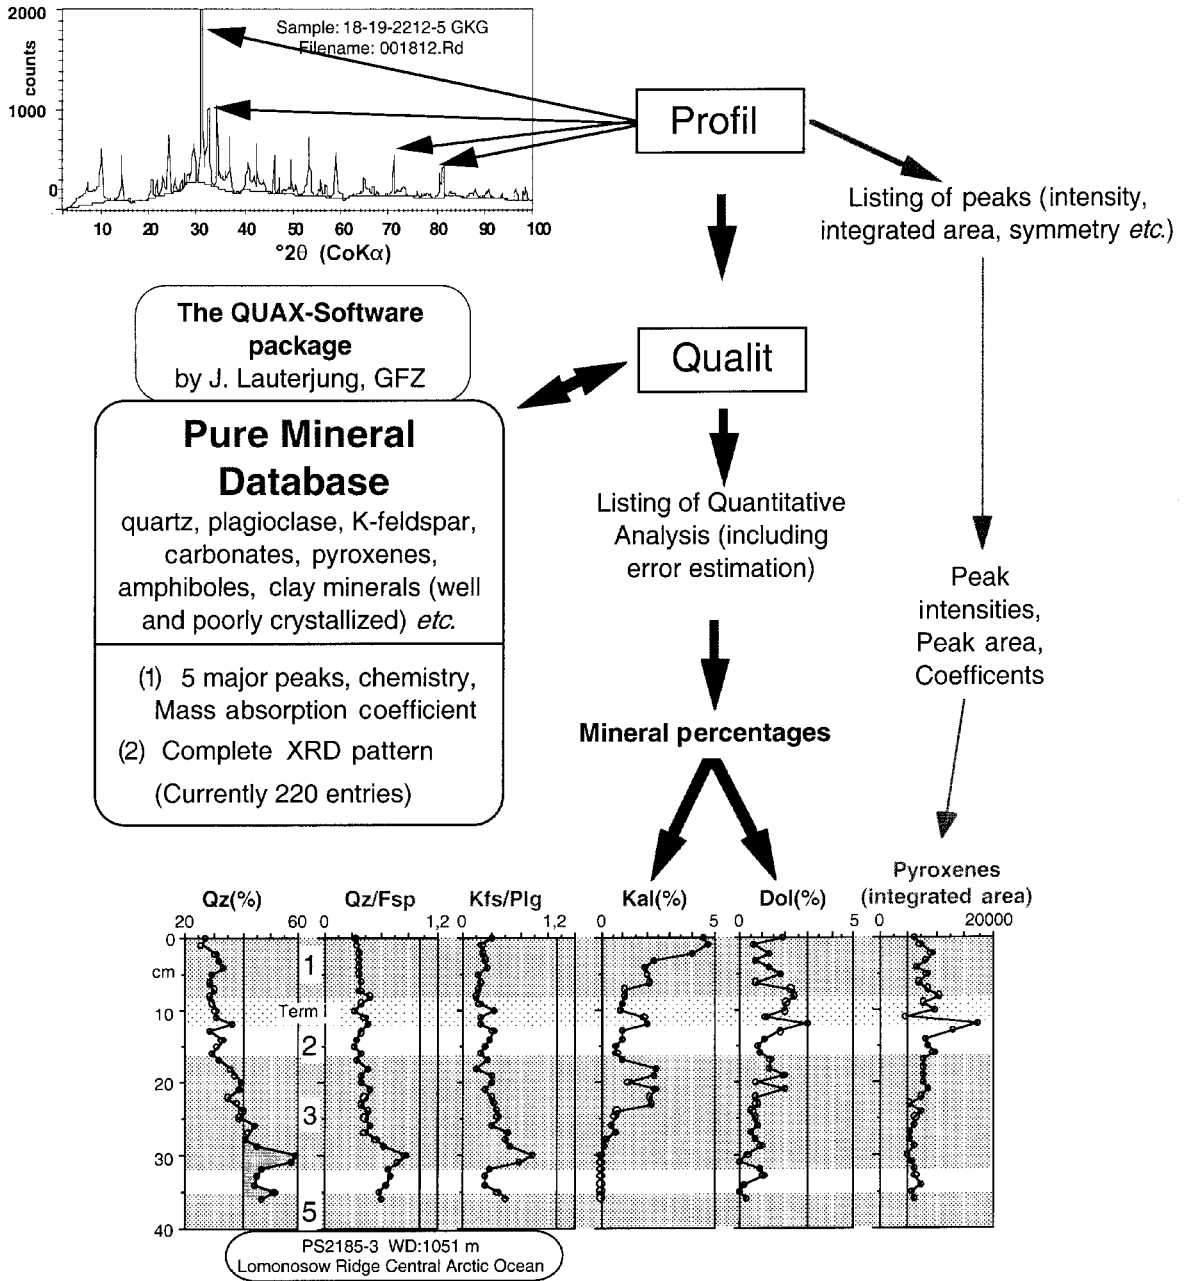 2000
counts
1000
0
Sample: 18-19-2212-5 GKG
Filename: 001812.Rd
10 20 30 40 50 60 70 80 90 100
°2θ (CoKα)
Profil
Listing of peaks (intensity,
integrated area, symmetry etc.)
The QUAX-Software
package
by J. Lauterjung, GFZ
Qualit
Pure Mineral
Database
quartz, plagioclase, K-feldspar,
carbonates, pyroxenes,
amphiboles, clay minerals (well
and poorly crystallized) etc.
(1) 5 major peaks, chemistry,
Mass absorption coefficient
(2) Complete XRD pattern
(Currently 220 entries)
Listing of Quantitative
Analysis (including
error estimation)
Peak
intensities,
Peak area,
Coefficents
Mineral percentages
Qz(%)
20 60
Qz/Fsp
0 1,2
Kfs/Plg
0 1,2
Kal(%)
0 5
Dol(%)
0 5
Pyroxenes
(integrated area)
0 20000
0
cm
10
20
30
40
1
Term
2
3
5
PS2185-3 WD:1051 m
Lomonosow Ridge Central Arctic Ocean